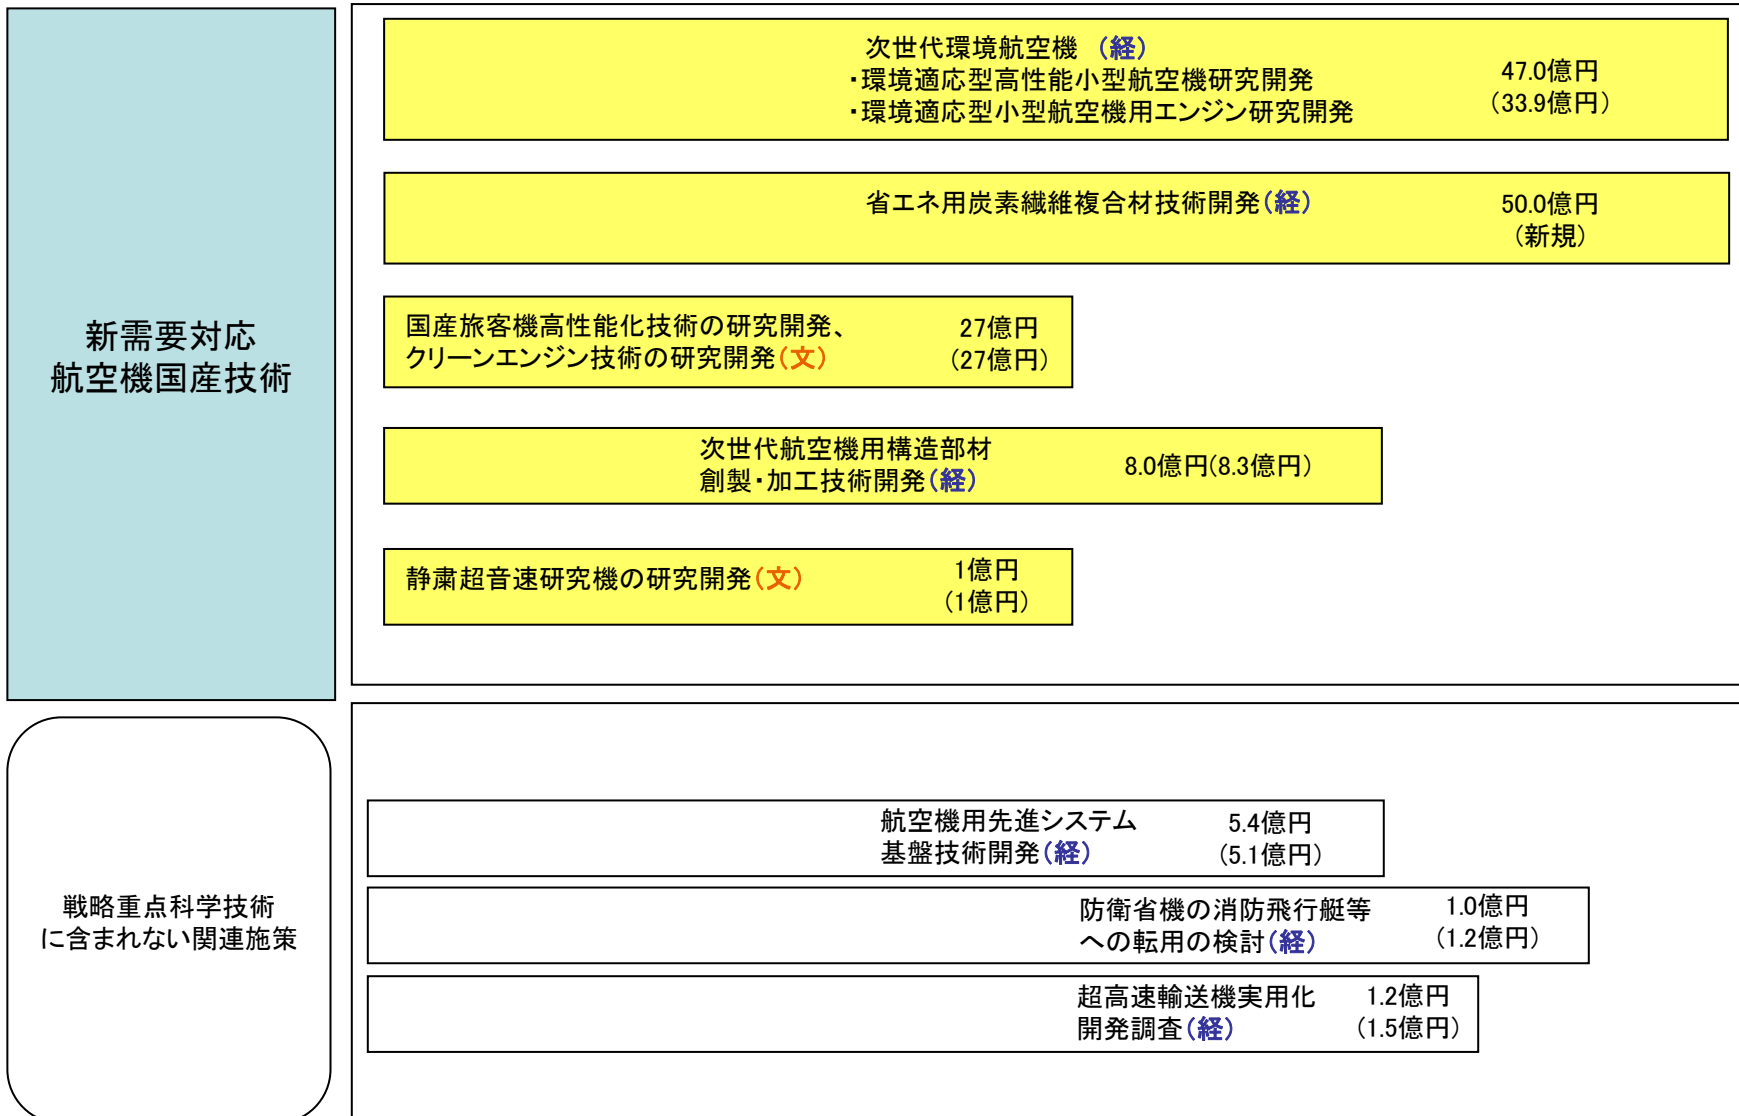 新需要対応
航空機国産技術
次世代環境航空機 (経)
・環境適応型高性能小型航空機研究開発
・環境適応型小型航空機用エンジン研究開発
47.0億円
(33.9億円)
省エネ用炭素繊維複合材技術開発(経)
50.0億円
(新規)
国産旅客機高性能化技術の研究開発、
クリーンエンジン技術の研究開発(文)
27億円
(27億円)
次世代航空機用構造部材
創製・加工技術開発(経)
8.0億円(8.3億円)
静粛超音速研究機の研究開発(文)
1億円
(1億円)
戦略重点科学技術
に含まれない関連施策
航空機用先進システム
基盤技術開発(経)
5.4億円
(5.1億円)
防衛省機の消防飛行艇等
への転用の検討(経)
1.0億円
(1.2億円)
超高速輸送機実用化
開発調査(経)
1.2億円
(1.5億円)